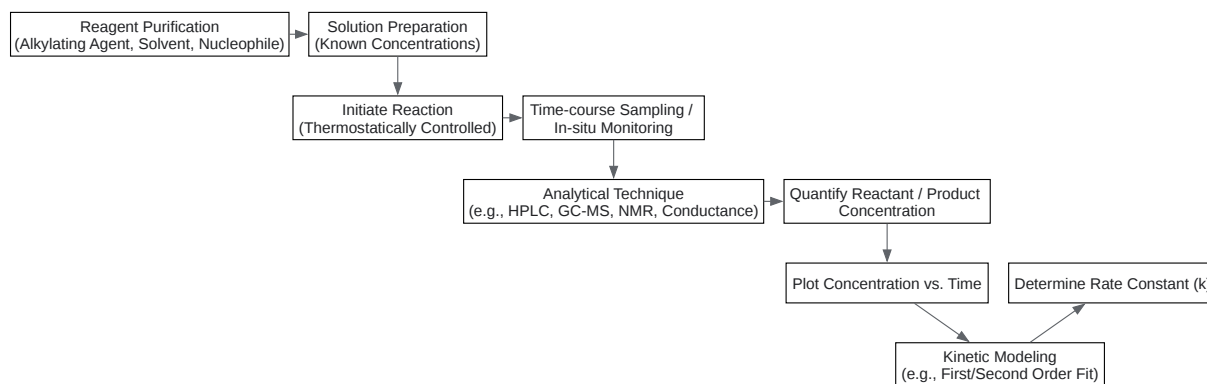 Reagent Purification
(Alkylating Agent, Solvent, Nucleophile)
Solution Preparation
(Known Concentrations)
Initiate Reaction
(Thermostatically Controlled)
Time-course Sampling /
In-situ Monitoring
Analytical Technique
(e.g., HPLC, GC-MS, NMR, Conductance)
Quantify Reactant / Product
Concentration
Plot Concentration vs. Time
Determine Rate Constant (k)
Kinetic Modeling
(e.g., First/Second Order Fit)